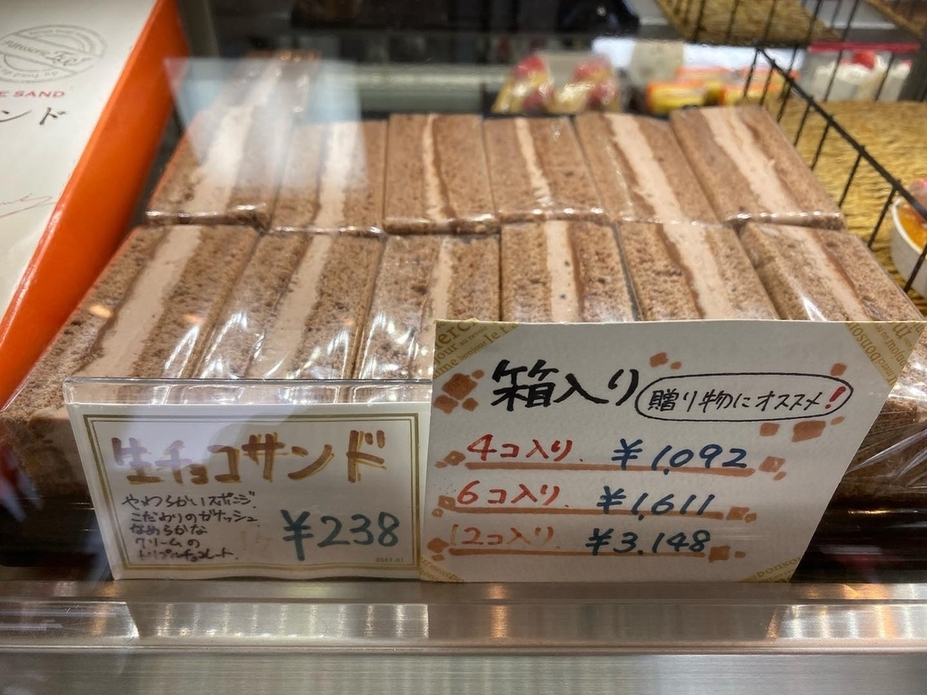 E SAND
ンド
生チョコサンド
やわらかいスポンジ
こだわりのガナッシュ
なめらかな
クリームの
トリプルチョコレート.
¥238
箱入り
贈り物にオススメ!
4コ入り. ¥1,092
6コ入り. ¥1,611
12コ入り. ¥3,148